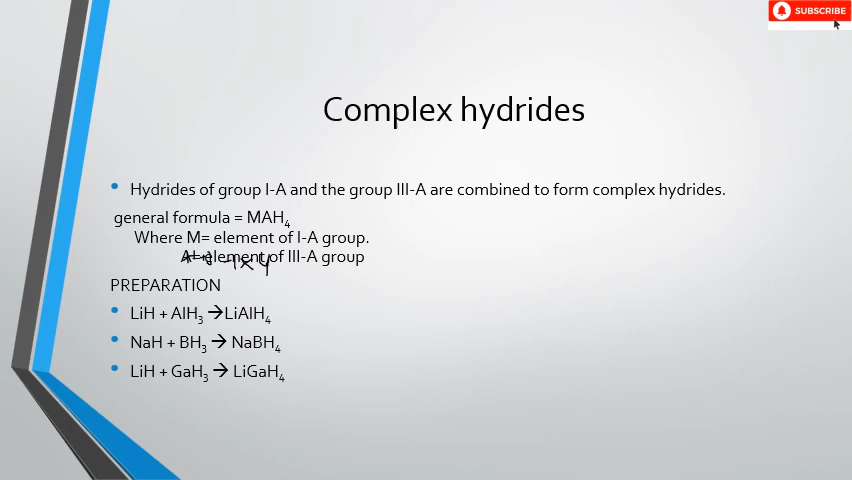 SUBSCRIBE
Complex hydrides
• Hydrides of group I-A and the group III-A are combined to form complex hydrides.
general formula = MAH₄
Where M= element of I-A group.
A= element of III-A group
PREPARATION
• LiH + AlH₃ → LiAlH₄
• NaH + BH₃ → NaBH₄
• LiH + GaH₃ → LiGaH₄